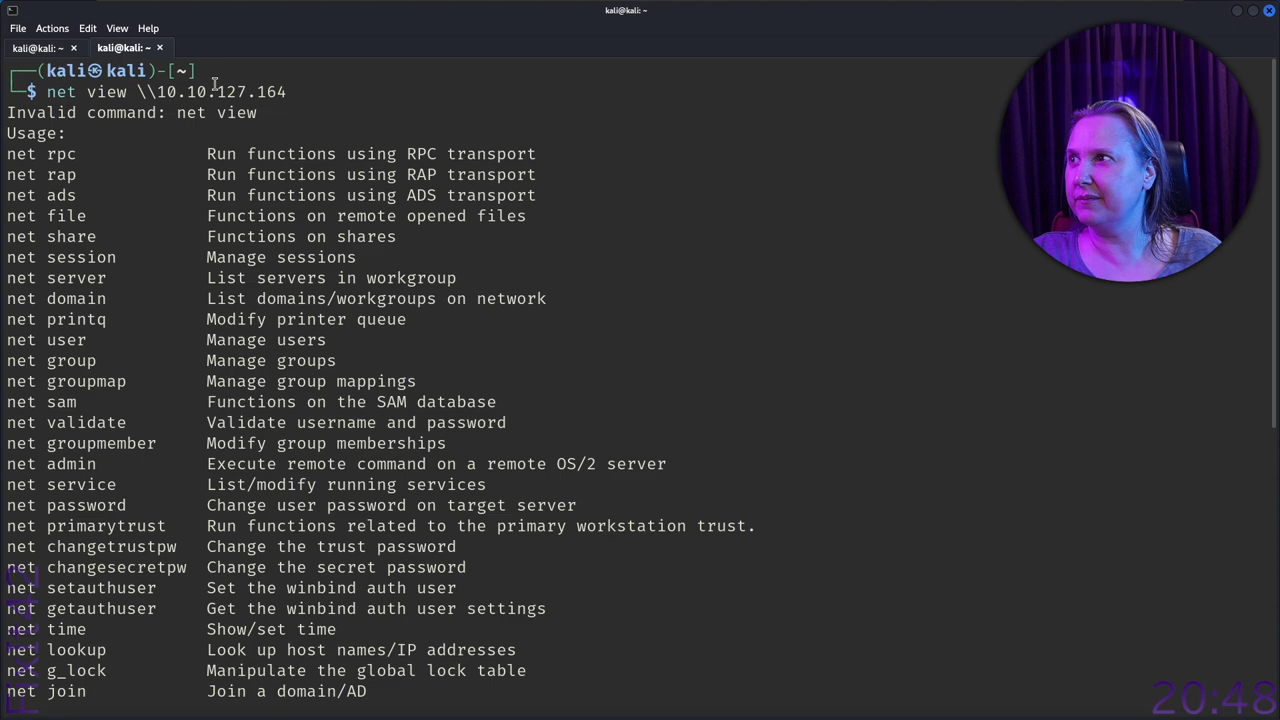 kali@kali: ~
File Actions Edit View Help
kali@kali: ~ × kali@kali: ~ ×
┌──(kali㉿kali)-[~]
└─$ net view \\10.10.127.164
Invalid command: net view
Usage:
net rpc Run functions using RPC transport
net rap Run functions using RAP transport
net ads Run functions using ADS transport
net file Functions on remote opened files
net share Functions on shares
net session Manage sessions
net server List servers in workgroup
net domain List domains/workgroups on network
net printq Modify printer queue
net user Manage users
net group Manage groups
net groupmap Manage group mappings
net sam Functions on the SAM database
net validate Validate username and password
net groupmember Modify group memberships
net admin Execute remote command on a remote OS/2 server
net service List/modify running services
net password Change user password on target server
net primarytrust Run functions related to the primary workstation trust.
net changetrustpw Change the trust password
net changesecretpw Change the secret password
net setauthuser Set the winbind auth user
net getauthuser Get the winbind auth user settings
net time Show/set time
net lookup Look up host names/IP addresses
net g_lock Manipulate the global lock table
net join Join a domain/AD
20:48